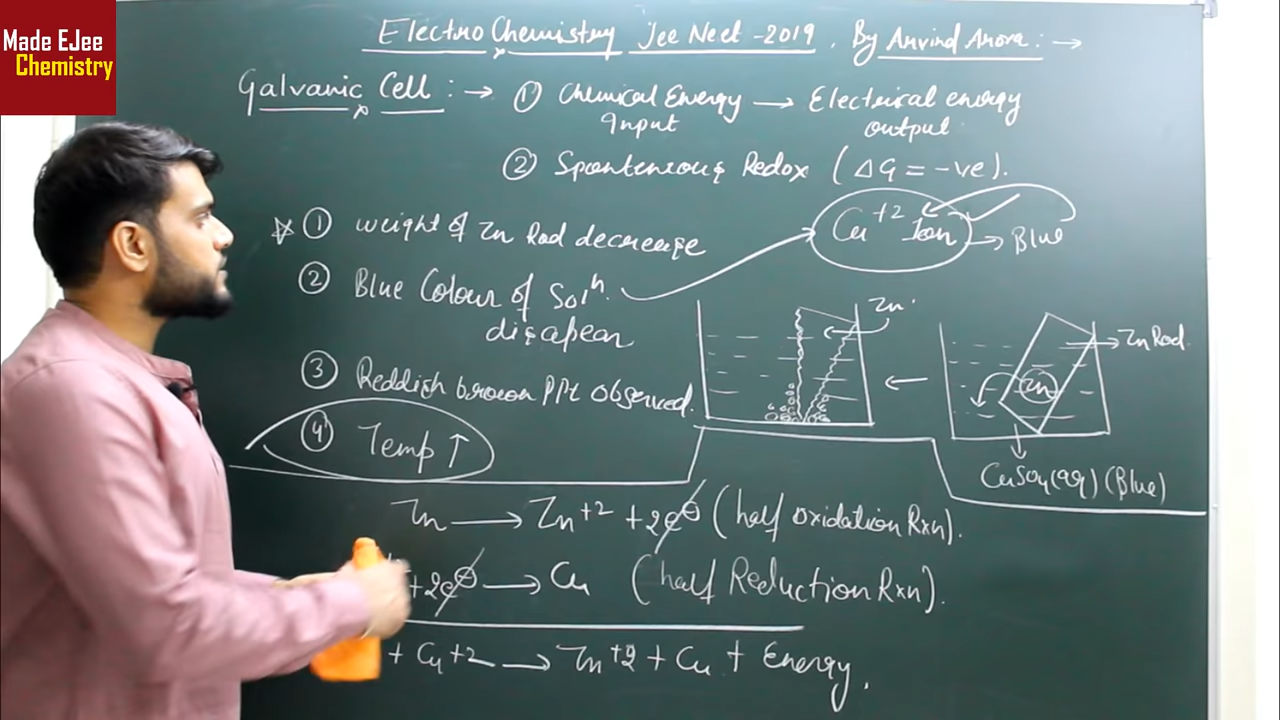 Made EJee
Chemistry
Electro Chemistry Jee Neet -2019. By Arvind Arora :- →
Galvanic Cell :→ ① Chemical Energy → Electrical energy
Input output
② Spontaneous Redox (ΔG = -ve).
① weight of Zn Rod decrease
Cu+2 Ion → Blue
② Blue Colour of Solⁿ.
disapear
Zn
Zn Rod.
Zn
③ Reddish brown PPt Observed.
④ Temp ↑
CuSO4(aq) (Blue)
Zn → Zn+2 + 2e⊖ (half oxidation Rxn).
+2e⊖ → Cu (half Reduction Rxn).
+ Cu+2 → Zn+2 + Cu + Energy.